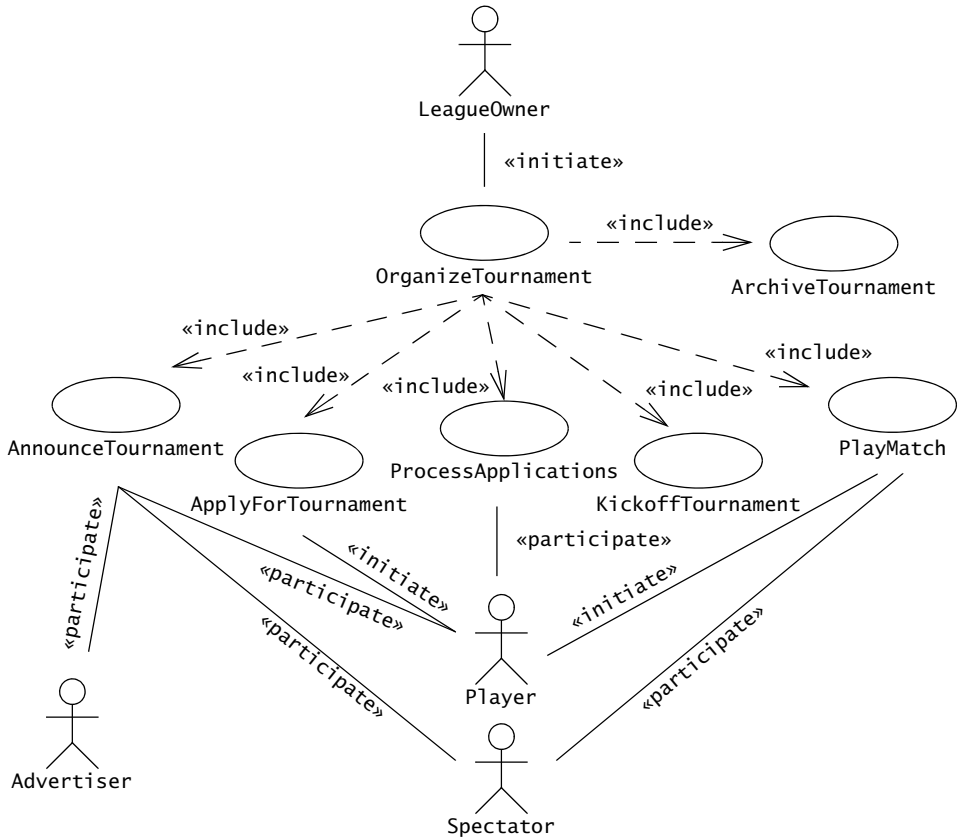 LeagueOwner
«initiate»
«include»
OrganizeTournament
ArchiveTournament
«include»
«include»
«include»
«include»
«include»
AnnounceTournament
PlayMatch
ProcessApplications
ApplyForTournament
KickoffTournament
«participate»
«participate»
«initiate»
«participate»
«initiate»
«participate»
«participate»
Player
Advertiser
Spectator